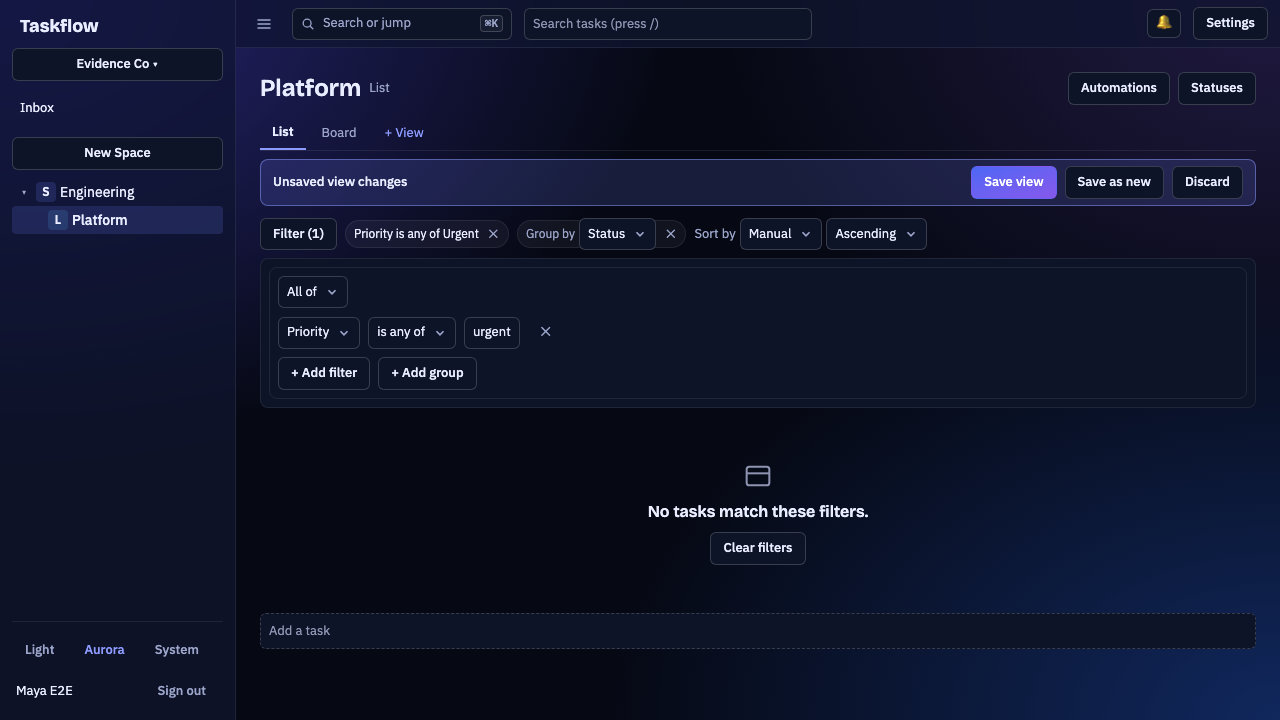 Taskflow
Evidence Co ▾
Inbox
New Space
▾ S Engineering
L Platform
Light Aurora System
Maya E2E Sign out
Search or jump ⌘K
Search tasks (press /)
Settings
Platform List
Automations Statuses
List Board + View
Unsaved view changes
Save view Save as new Discard
Filter (1) Priority is any of Urgent Group by Status Sort by Manual Ascending
All of
Priority is any of urgent
+ Add filter + Add group
No tasks match these filters.
Clear filters
Add a task